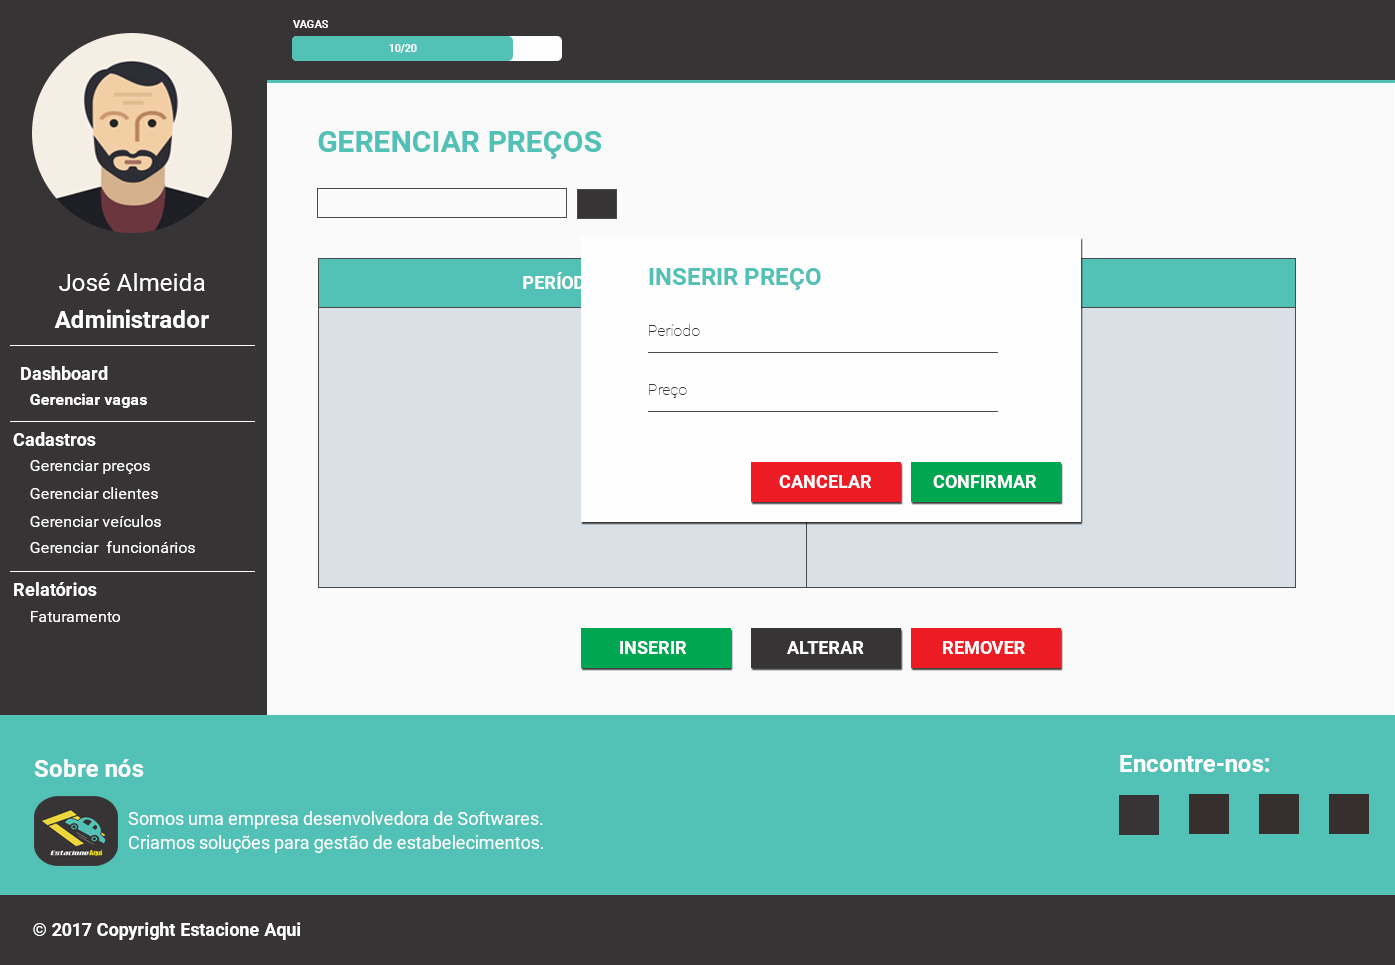 VAGAS
10/20
José Almeida
Administrador
Dashboard
Gerenciar vagas
Cadastros
Gerenciar preços
Gerenciar clientes
Gerenciar veículos
Gerenciar funcionários
Relatórios
Faturamento
GERENCIAR PREÇOS
PERÍOD
INSERIR PREÇO
Período
Preço
CANCELAR CONFIRMAR
INSERIR ALTERAR REMOVER
Sobre nós
EstacioneAqui
Somos uma empresa desenvolvedora de Softwares.
Criamos soluções para gestão de estabelecimentos.
Encontre-nos:
© 2017 Copyright Estacione Aqui